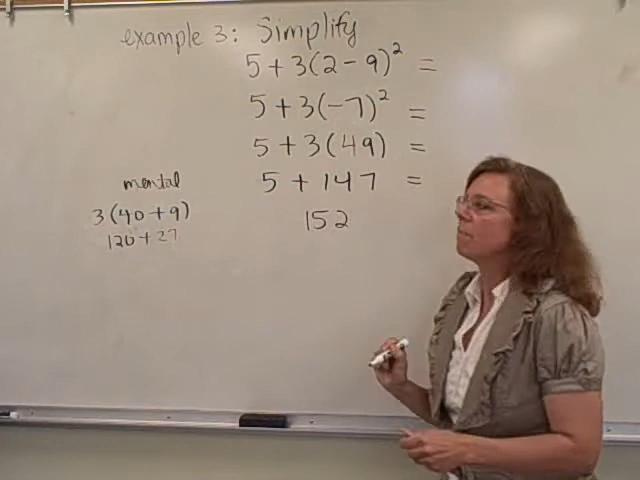 example 3: Simplify
5 + 3(2 - 9)² =
5 + 3(-7)² =
5 + 3(49) =
5 + 147 =
152
mental
3(40 + 9)
120 + 27